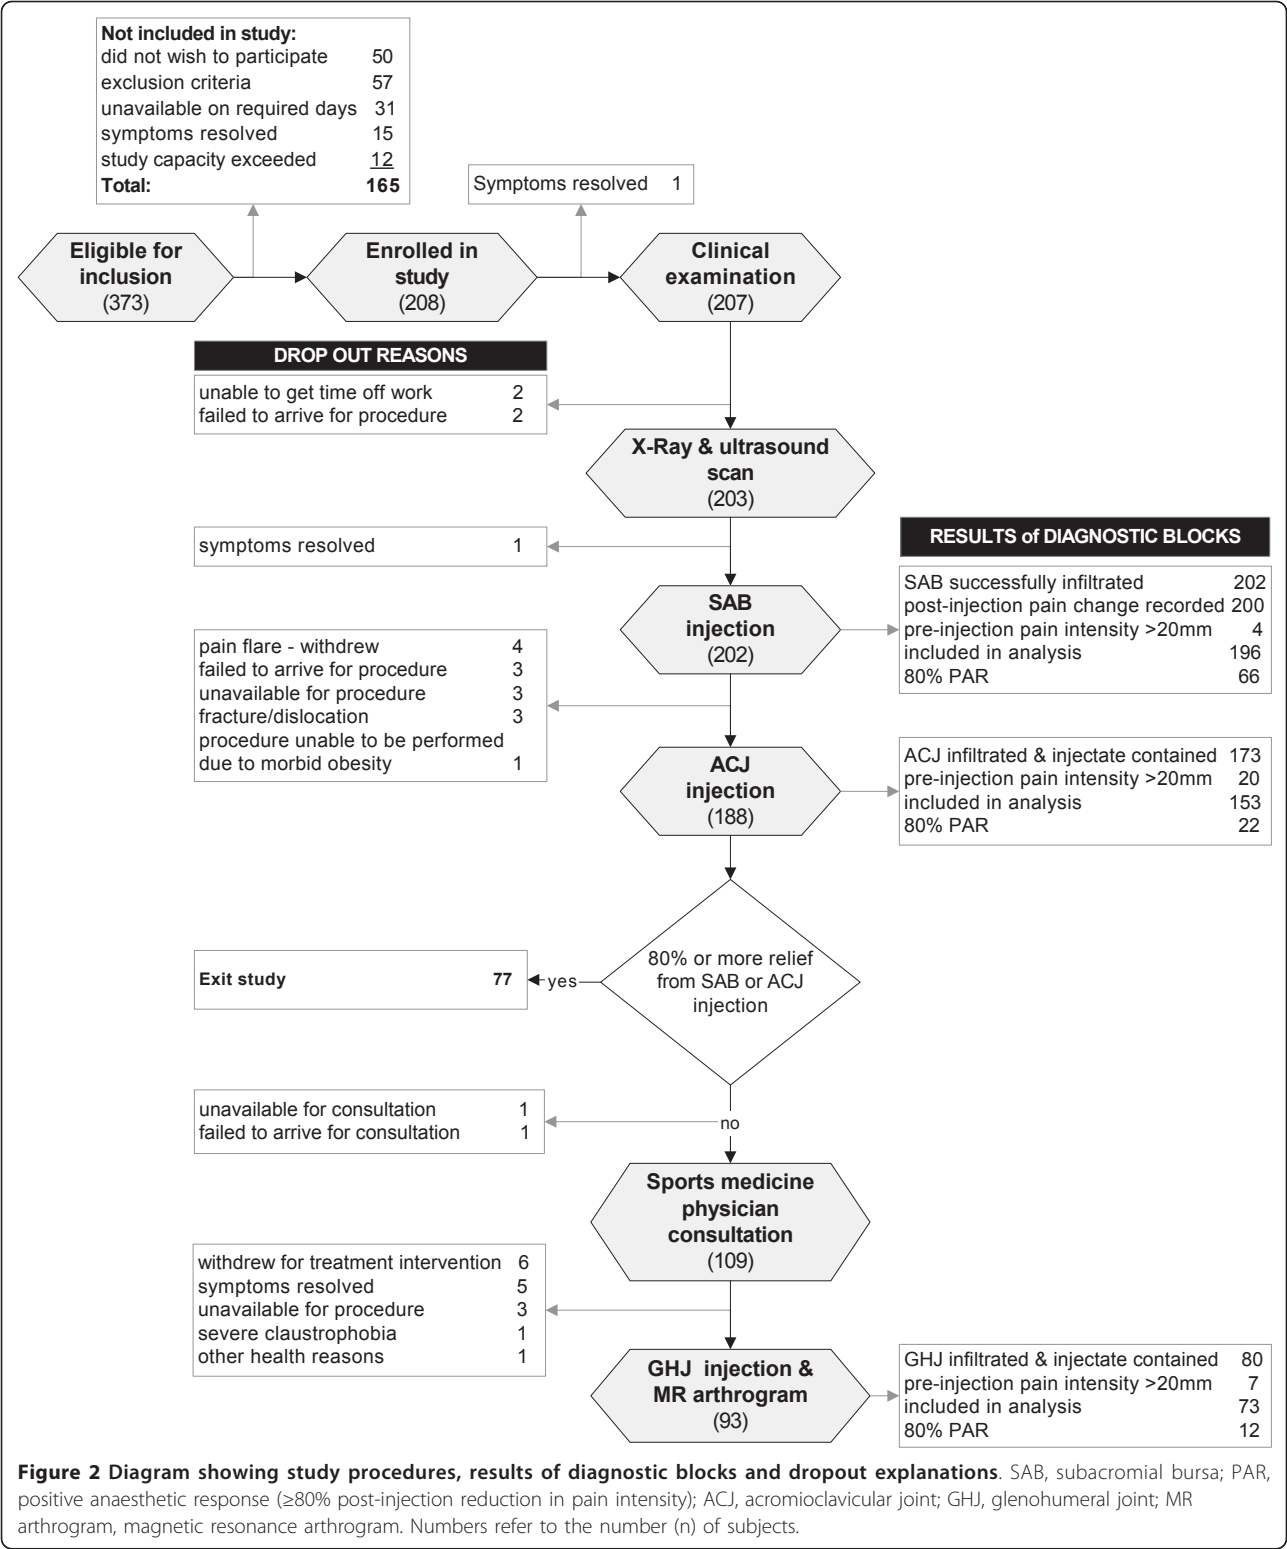 Not included in study:
did not wish to participate 50
exclusion criteria 57
unavailable on required days 31
symptoms resolved 15
study capacity exceeded 12
Total: 165
Symptoms resolved 1
Eligible for
inclusion
(373)
Enrolled in
study
(208)
Clinical
examination
(207)
DROP OUT REASONS
unable to get time off work 2
failed to arrive for procedure 2
X-Ray & ultrasound
scan
(203)
symptoms resolved 1
RESULTS of DIAGNOSTIC BLOCKS
SAB
injection
(202)
SAB successfully infiltrated 202
post-injection pain change recorded 200
pre-injection pain intensity >20mm 4
included in analysis 196
80% PAR 66
pain flare - withdrew 4
failed to arrive for procedure 3
unavailable for procedure 3
fracture/dislocation 3
procedure unable to be performed
due to morbid obesity 1
ACJ
injection
(188)
ACJ infiltrated & injectate contained 173
pre-injection pain intensity >20mm 20
included in analysis 153
80% PAR 22
80% or more relief
from SAB or ACJ
injection
yes
Exit study 77
no
unavailable for consultation 1
failed to arrive for consultation 1
Sports medicine
physician
consultation
(109)
withdrew for treatment intervention 6
symptoms resolved 5
unavailable for procedure 3
severe claustrophobia 1
other health reasons 1
GHJ injection &
MR arthrogram
(93)
GHJ infiltrated & injectate contained 80
pre-injection pain intensity >20mm 7
included in analysis 73
80% PAR 12
Figure 2 Diagram showing study procedures, results of diagnostic blocks and dropout explanations. SAB, subacromial bursa; PAR,
positive anaesthetic response (≥80% post-injection reduction in pain intensity); ACJ, acromioclavicular joint; GHJ, glenohumeral joint; MR
arthrogram, magnetic resonance arthrogram. Numbers refer to the number (n) of subjects.